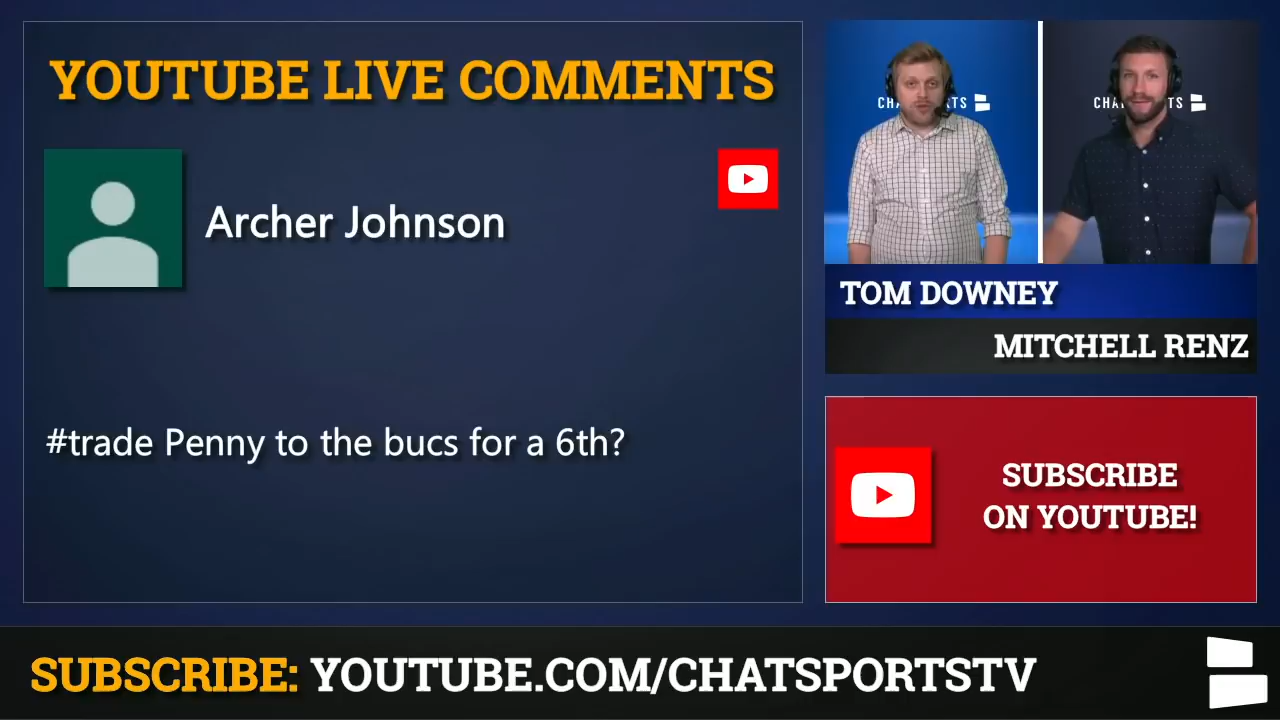 YOUTUBE LIVE COMMENTS
Archer Johnson
#trade Penny to the bucs for a 6th?
TOM DOWNEY
MITCHELL RENZ
SUBSCRIBE
ON YOUTUBE!
SUBSCRIBE: YOUTUBE.COM/CHATSPORTSTV